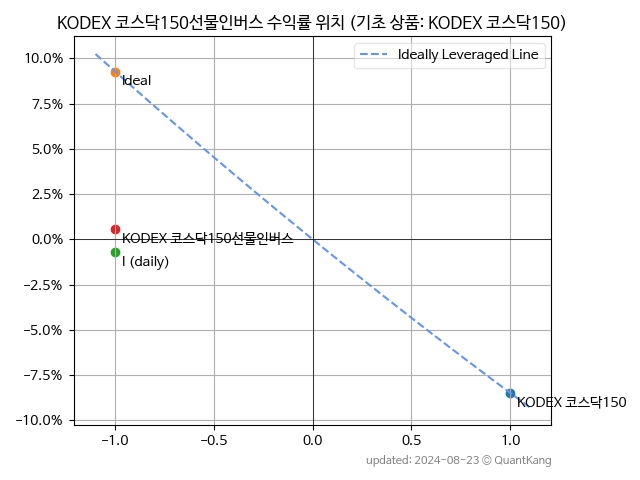 KODEX 코스닥150선물인버스 수익률 위치 (기초 상품: KODEX 코스닥150)
Ideally Leveraged Line
10.0%
7.5%
5.0%
2.5%
0.0%
−2.5%
−5.0%
−7.5%
−10.0%
Ideal
KODEX 코스닥150선물인버스
I (daily)
KODEX 코스닥150
−1.0 −0.5 0.0 0.5 1.0
updated: 2024-08-23 © QuantKang